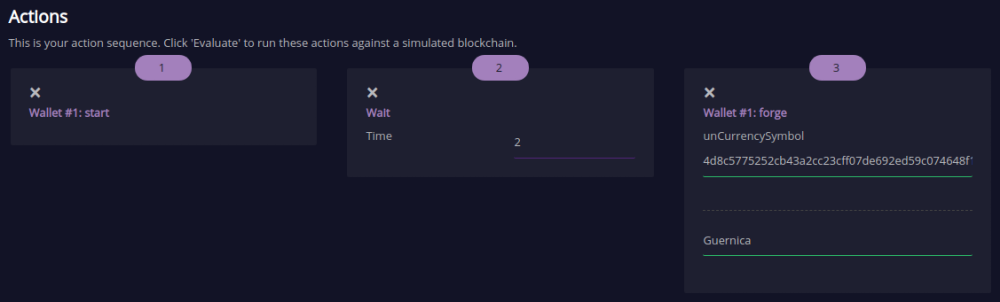 Actions
This is your action sequence. Click 'Evaluate' to run these actions against a simulated blockchain.
1
Wallet #1: start
2
Wait
Time
2
3
Wallet #1: forge
unCurrencySymbol
4d8c5775252cb43a2cc23cff07de692ed59c074648f
Guernica